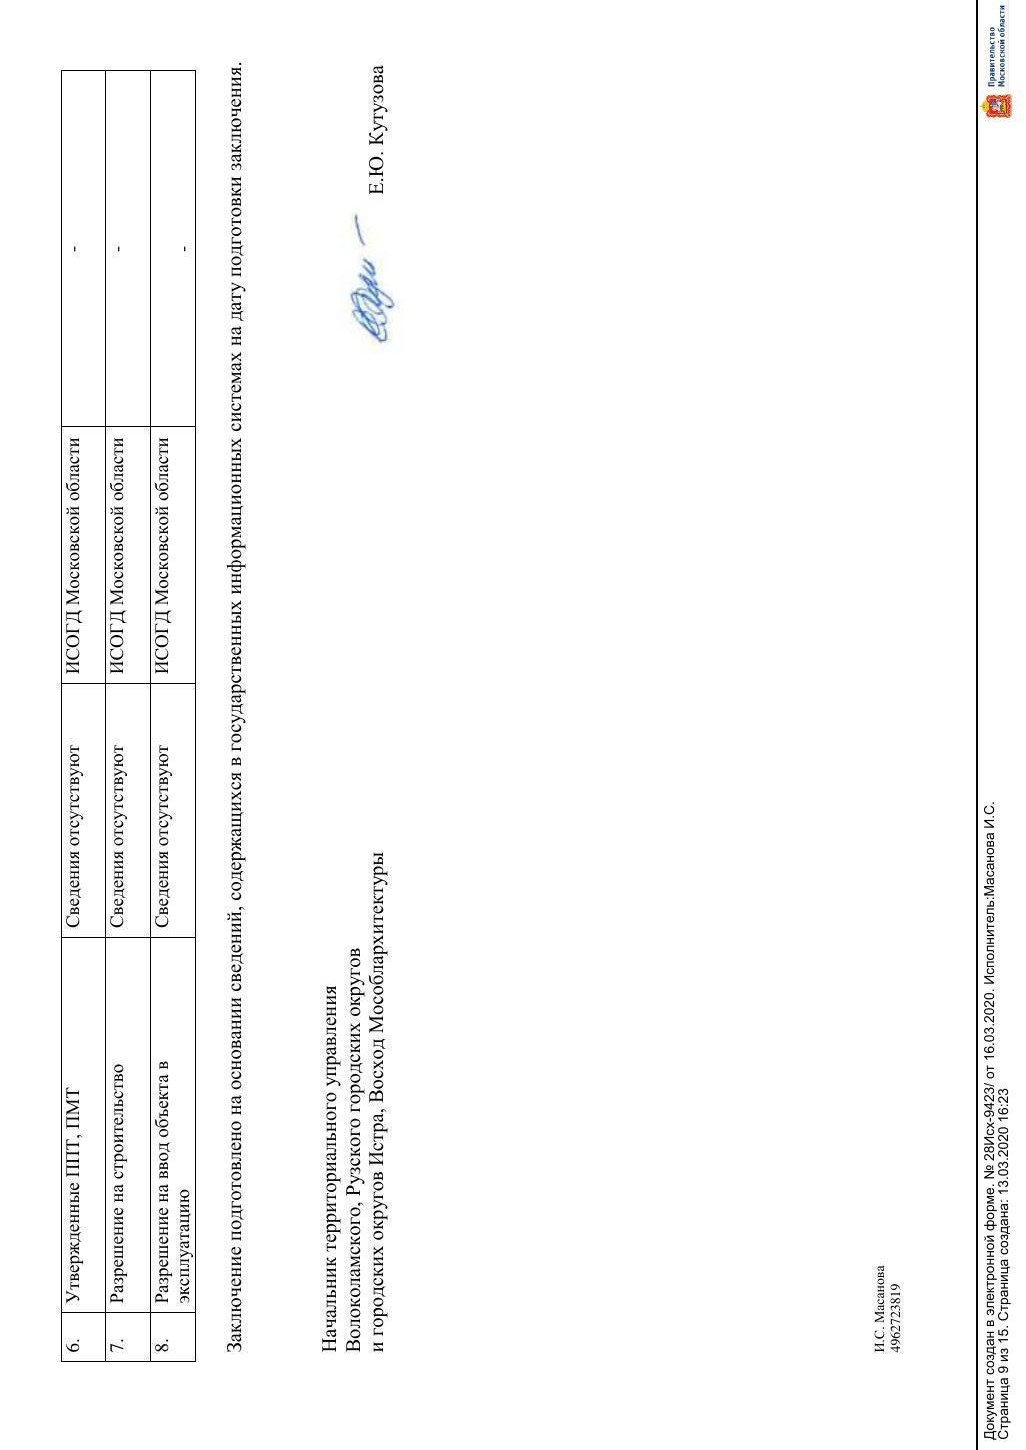 6. Утвержденные ППТ, ПМТ Сведения отсутствуют ИСОГД Московской области -
7. Разрешение на строительство Сведения отсутствуют ИСОГД Московской области -
8. Разрешение на ввод объекта в Сведения отсутствуют ИСОГД Московской области -
эксплуатацию
Заключение подготовлено на основании сведений, содержащихся в государственных информационных системах на дату подготовки заключения.
Начальник территориального управления
Волоколамского, Рузского городских округов
и городских округов Истра, Восход Мособлархитектуры Е.Ю. Кутузова
И.С. Масанова
4962723819
Документ создан в электронной форме. № 28Исх-9423/ от 16.03.2020. Исполнитель:Масанова И.С.
Страница 9 из 15. Страница создана: 13.03.2020 16:23
Правительство
Московской области